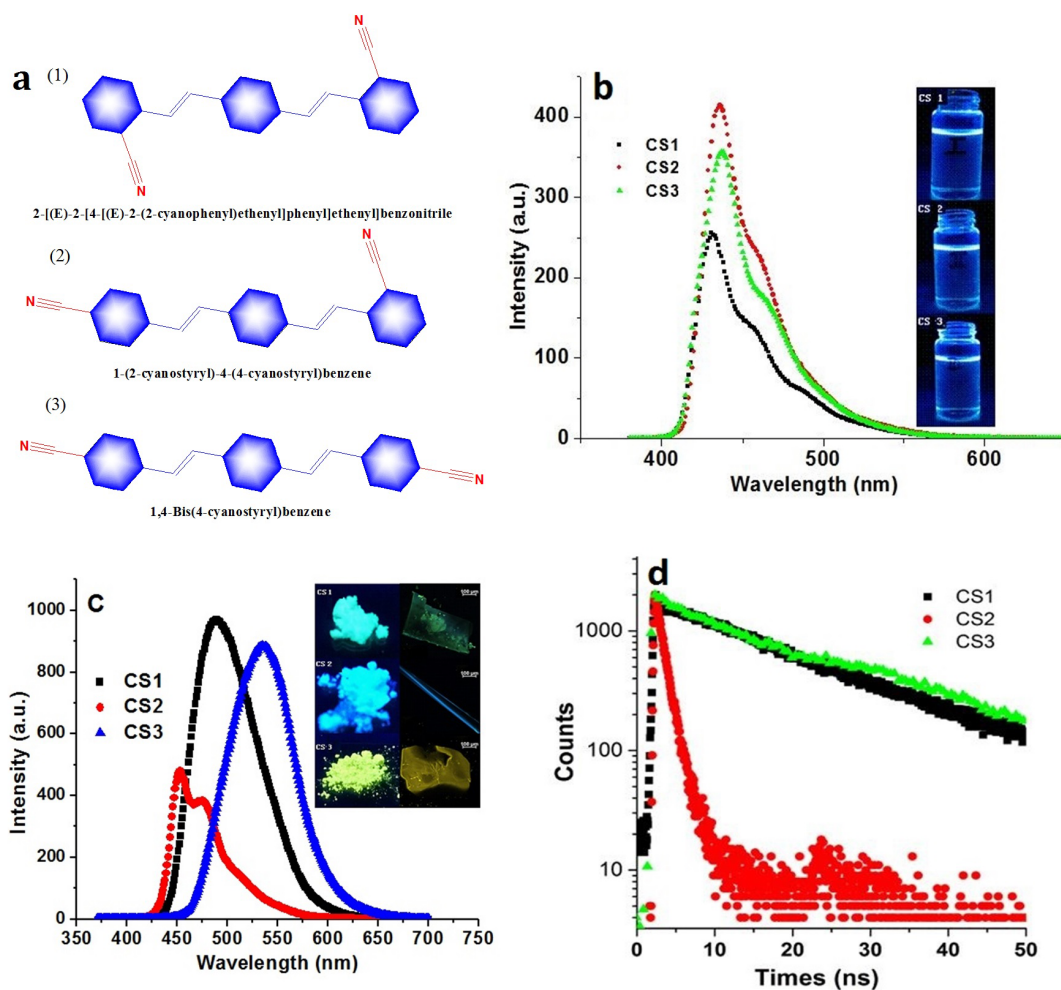 a
(1)
N
N
2-[(E)-2-[4-[(E)-2-(2-cyanophenyl)ethenyl]phenyl]ethenyl]benzonitrile
(2)
N
N
1-(2-cyanostyryl)-4-(4-cyanostyryl)benzene
(3)
N
N
1,4-Bis(4-cyanostyryl)benzene
b
CS1
CS2
CS3
CS 1
CS 2
CS 3
400
300
200
100
0
Intensity (a.u.)
400
500
600
Wavelength (nm)
c
CS1
CS2
CS3
CS 1
CS 2
CS 3
1000
800
600
400
200
0
Intensity (a.u.)
350
400
450
500
550
600
650
700
750
Wavelength (nm)
d
CS1
CS2
CS3
1000
100
10
Counts
0
10
20
30
40
50
Times (ns)